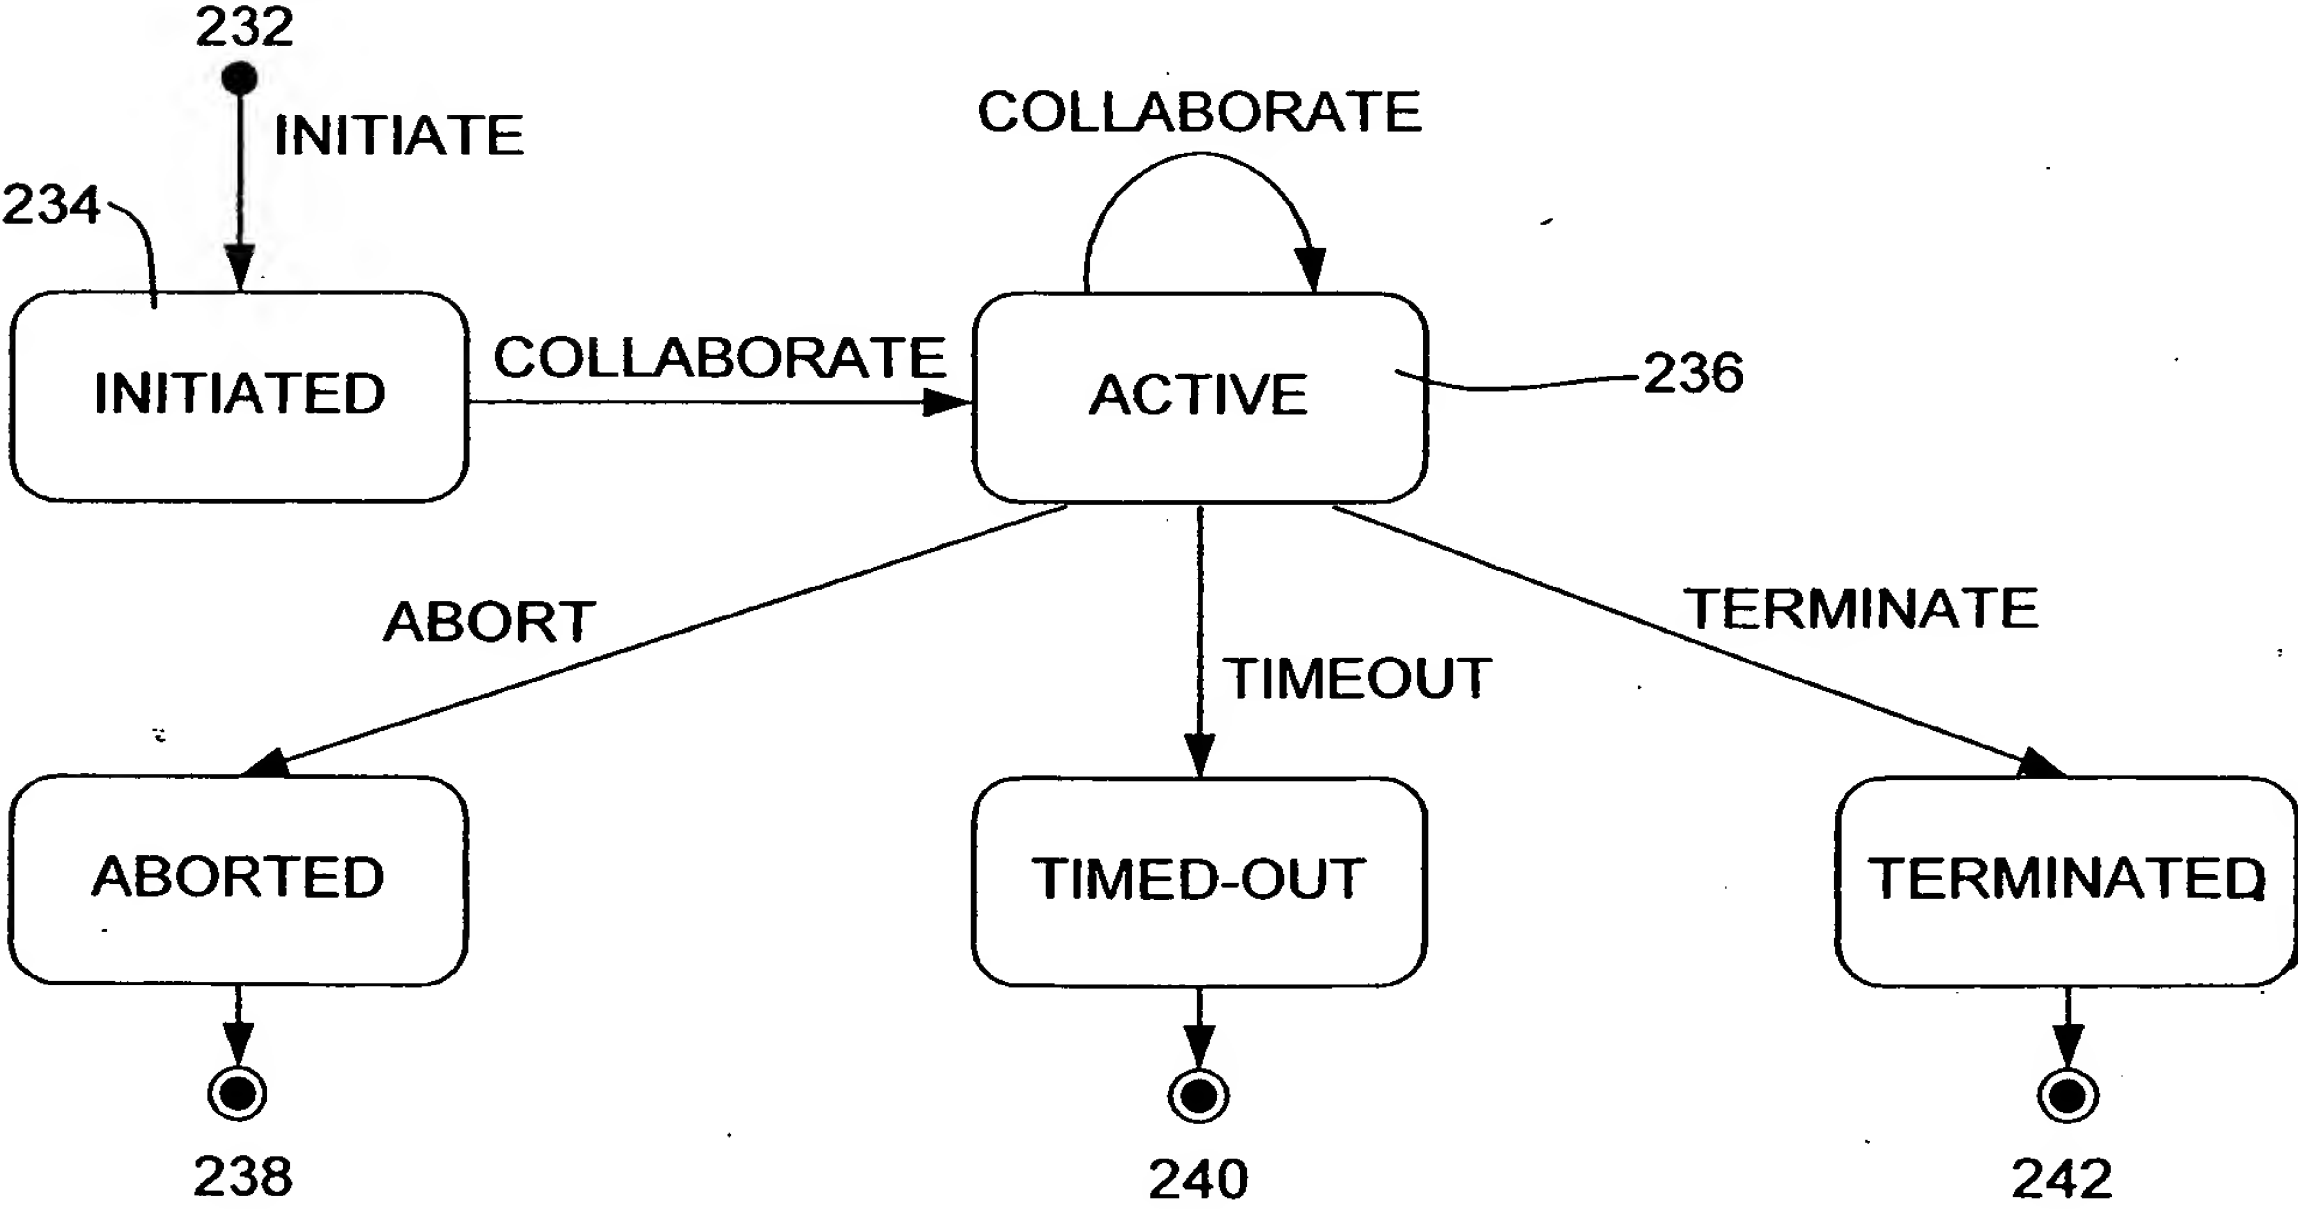 232
INITIATE
COLLABORATE
234
INITIATED
COLLABORATE
ACTIVE
236
ABORT
TIMEOUT
TERMINATE
ABORTED
TIMED-OUT
TERMINATED
238
240
242